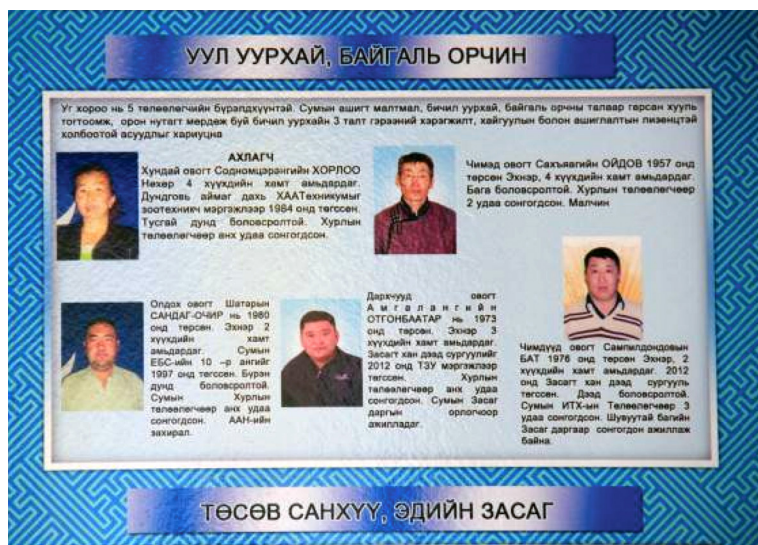 УУЛ УУРХАЙ, БАЙГАЛЬ ОРЧИН
Уг хороо нь 5 төлөөлөгчийн бүрэлдхүүнтэй. Сумын ашигт малтмал, бичил уурхай, байгаль орчны талаар гарсан хууль
тогтоомж, орон нутагт мөрдөж буй бичил уурхайн 3 талт гэрээний хэрэгжилт, хайгуулын болон ашиглалтын лизенцтэй
холбоотой асуудлыг хариуцна
АХЛАГЧ
Хундай овогт Содномцэрэнгийн ХОРЛОО
Нөхөр 4 хүүхдийн хамт амьдардаг.
Дундговь аймаг дахь ХААТехникумыг
зоотехникч мэргэжлээр 1984 онд төгссөн.
Тусгай дунд боловсролтой. Хурлын
төлөөлөгчөөр анх удаа сонгогдсон.
Чимэд овогт Сахъяагийн ОЙДОВ 1957 онд
төрсөн Эхнэр, 4 хүүхдийн хамт амьдардаг.
Бага боловсролтой. Хурлын төлөөлөгчөөр
2 удаа сонгогдсон. Малчин
Олдох овогт Шатарын
САНДАГ-ОЧИР нь 1980
онд төрсөн. Эхнэр 2
хүүхдийн хамт
амьдардаг. Сумын
ЕБС-ийн 10 –р ангийг
1997 онд төгссөн. Бүрэн
дунд боловсролтой.
Сумын Хурлын
төлөөлөгчөөр анх удаа
сонгогдсон. ААН-ийн
захирал.
Дархчууд овогт
Амгалангийн
ОТГОНБААТАР нь 1973
онд төрсөн. Эхнэр 3
хүүхдийн хамт амьдардаг.
Засагт хан дээд сургуулийг
2012 онд ТЗУ мэргэжлээр
төгссөн. Хурлын
төлөөлөгчөөр анх удаа
сонгогдсон. Сумын Засаг
даргын орлогчоор
ажилладаг.
Чимдүүд овогт Сампилдондовын
БАТ 1976 онд төрсөн Эхнэр, 2
хүүхдийн хамт амьдардаг. 2012
онд Засагт хан дээд сургууль
төгссөн. Дээд боловсролтой.
Сумын ИТХ-ын Төлөөлөгчөөр 3
удаа сонгогдсон. Шувуутай багийн
Засаг даргаар сонгогдон ажиллаж
байна.
ТӨСӨВ САНХҮҮ, ЭДИЙН ЗАСАГ